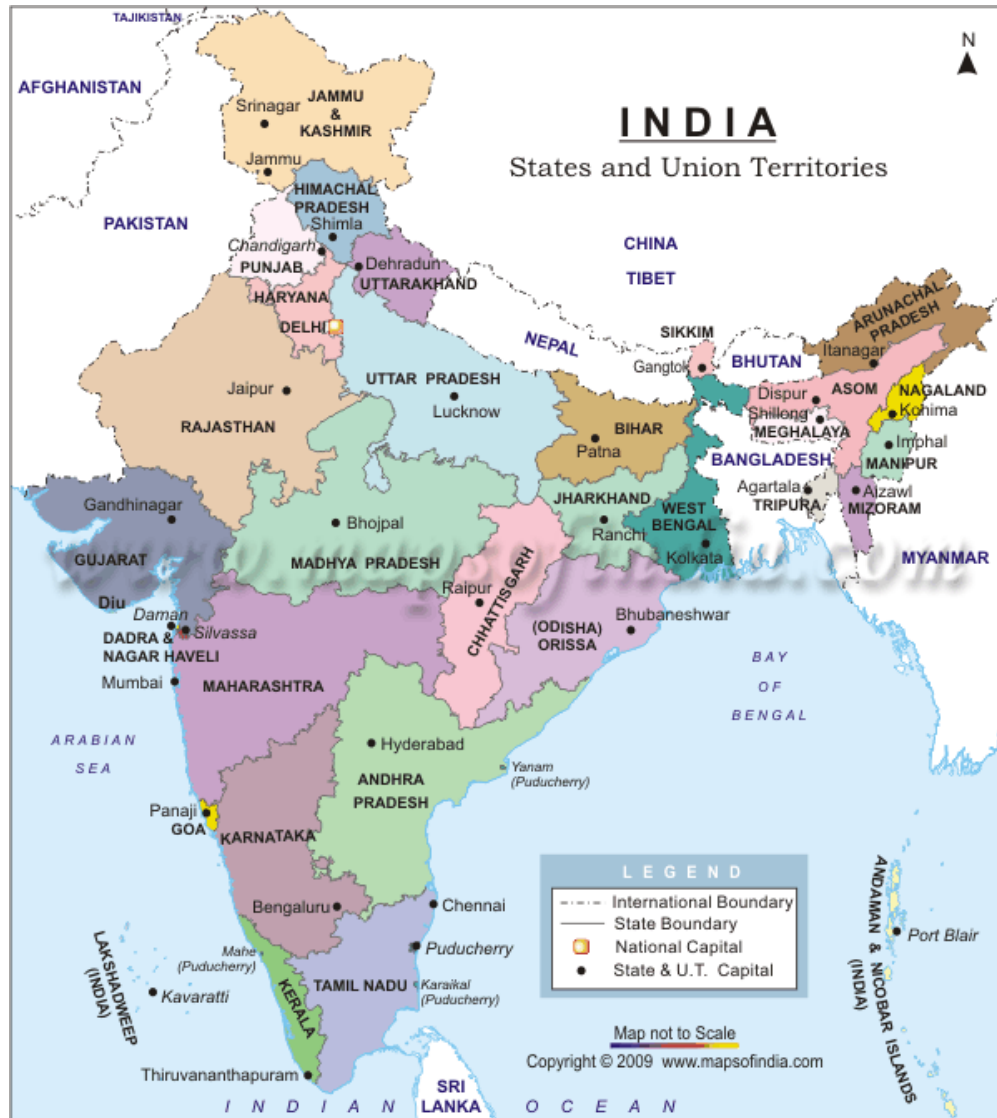 TAJIKISTAN
AFGHANISTAN
N
JAMMU
&
KASHMIR
Srinagar
Jammu
INDIA
States and Union Territories
HIMACHAL
PRADESH
Shimla
PAKISTAN
Chandigarh
PUNJAB
Dehradun
UTTARAKHAND
CHINA
TIBET
HARYANA
DELHI
ARUNACHAL
PRADESH
Itanagar
SIKKIM
Gangtok
NEPAL
BHUTAN
Jaipur
RAJASTHAN
UTTAR PRADESH
Lucknow
BIHAR
Patna
Dispur
ASOM
Shillong
MEGHALAYA
NAGALAND
Kohima
Imphal
MANIPUR
BANGLADESH
Agartala
TRIPURA
Aizawl
MIZORAM
MYANMAR
Gandhinagar
GUJARAT
Bhojpal
MADHYA PRADESH
JHARKHAND
Ranchi
WEST
BENGAL
Kolkata
www.mapsofindia.com
Diu
Daman
Silvassa
DADRA &
NAGAR HAVELI
Mumbai
MAHARASHTRA
Raipur
CHHATTISGARH
Bhubaneshwar
(ODISHA)
ORISSA
BAY
OF
BENGAL
ARABIAN
SEA
Hyderabad
ANDHRA
PRADESH
Yanam
(Puducherry)
Panaji
GOA
KARNATAKA
Bengaluru
Chennai
LEGEND
International Boundary
State Boundary
National Capital
State & U.T. Capital
ANDAMAN & NICOBAR ISLANDS
(INDIA)
Port Blair
LAKSHADWEEP
(INDIA)
Kavaratti
Mahe
(Puducherry)
Puducherry
Karaikal
(Puducherry)
TAMIL NADU
KERALA
Thiruvananthapuram
Map not to Scale
Copyright © 2009 www.mapsofindia.com
SRI
LANKA
INDIAN OCEAN